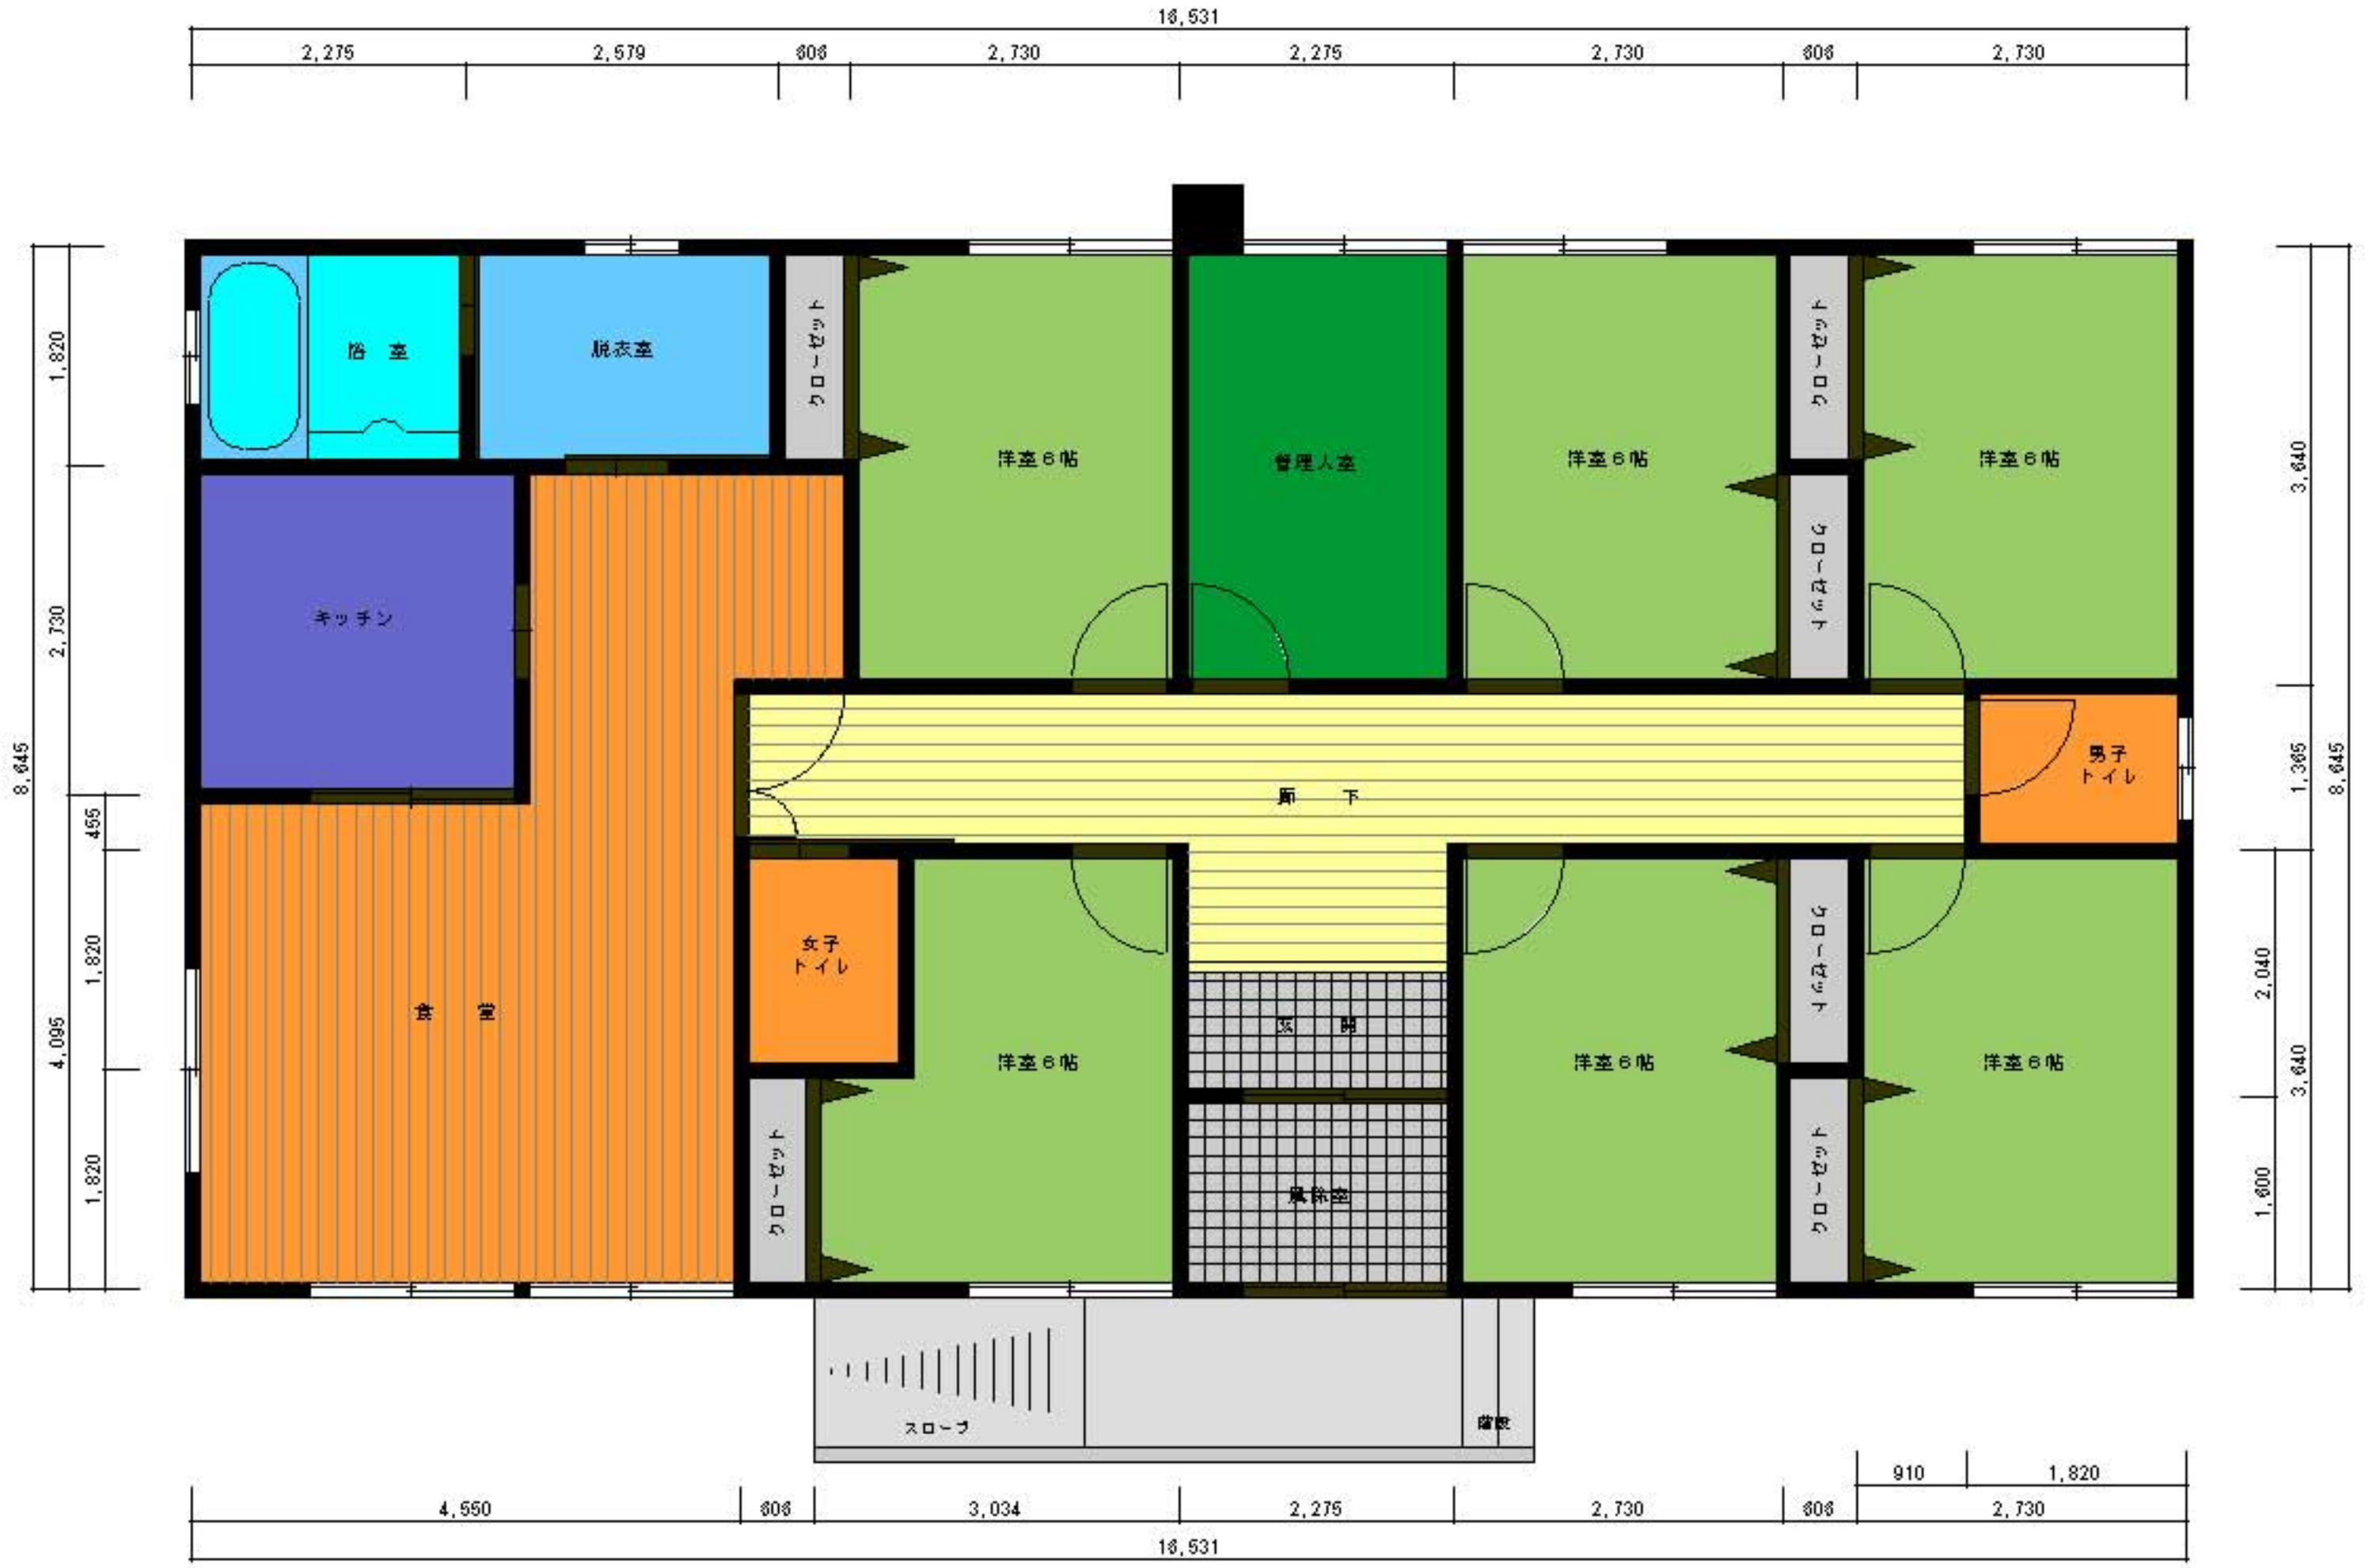 16,531
2,275
2,579
606
2,730
2,275
2,730
606
2,730
浴室
脱衣室
クローゼット
洋室6帖
管理人室
洋室6帖
クローゼット
クローゼット
洋室6帖
キッチン
廊下
男子
トイレ
女子
トイレ
食堂
クローゼット
洋室6帖
玄関
風除室
洋室6帖
クローゼット
クローゼット
洋室6帖
スロープ
階段
8,645
1,820
2,730
4,095
455
1,820
1,820
3,640
1,365
3,640
8,645
2,040
1,600
910
1,820
4,550
606
3,034
2,275
2,730
606
2,730
16,531